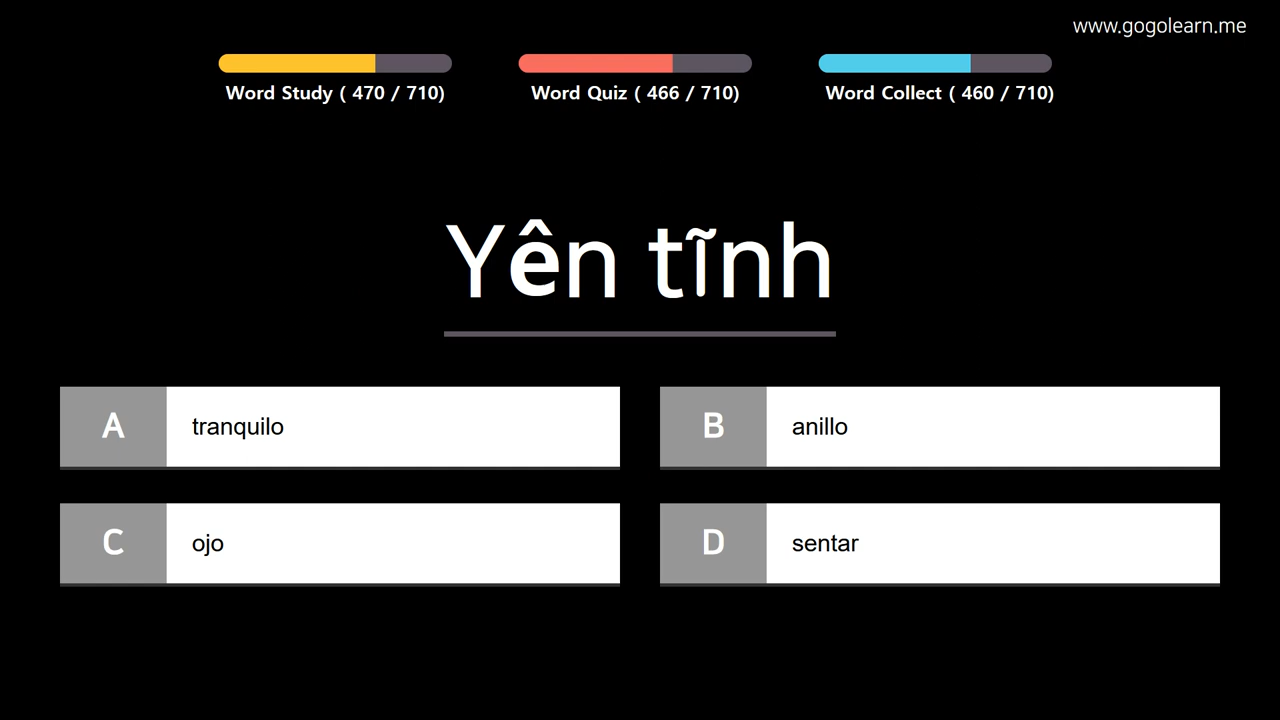 www.gogolearn.me
Word Study ( 470 / 710)
Word Quiz ( 466 / 710)
Word Collect ( 460 / 710)
Yên tĩnh
A tranquilo
B anillo
C ojo
D sentar